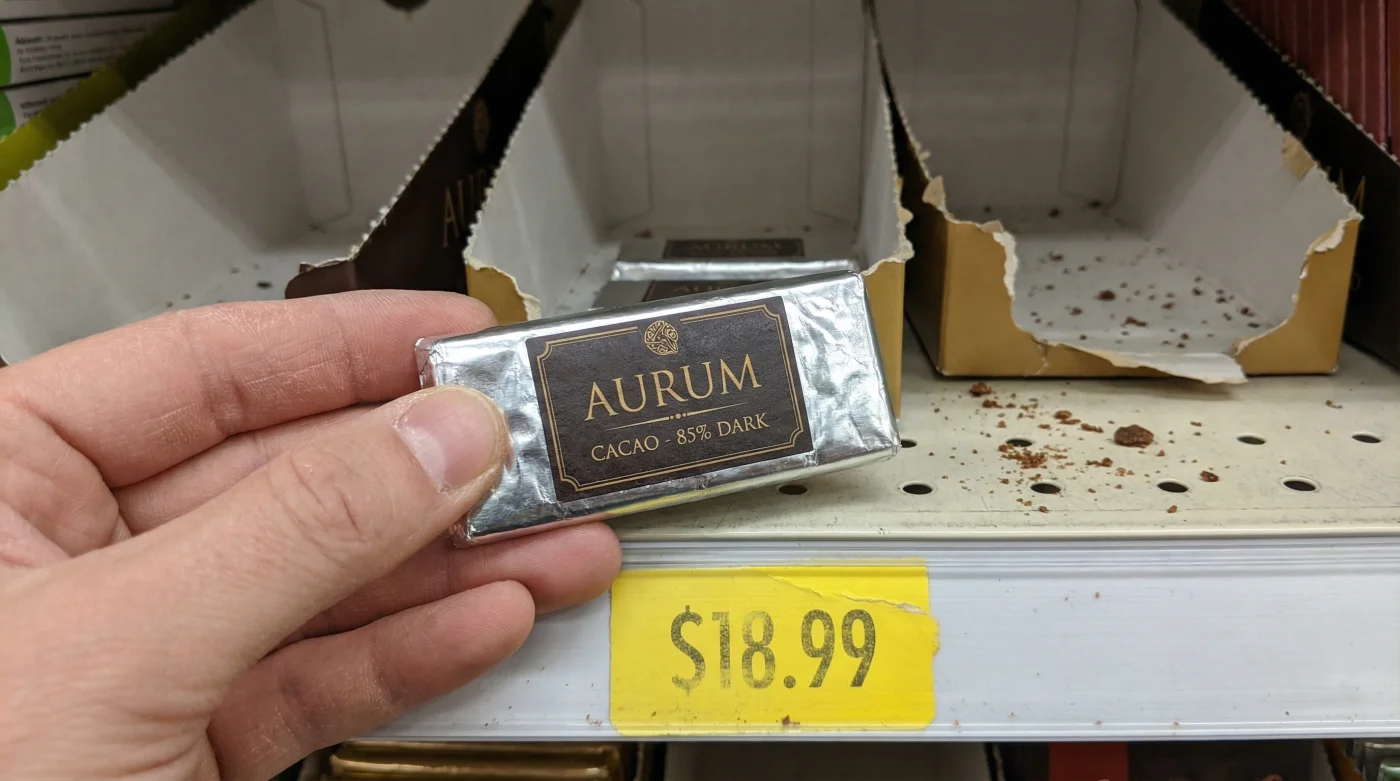 AURUM
CACAO - 85% DARK
$18.99